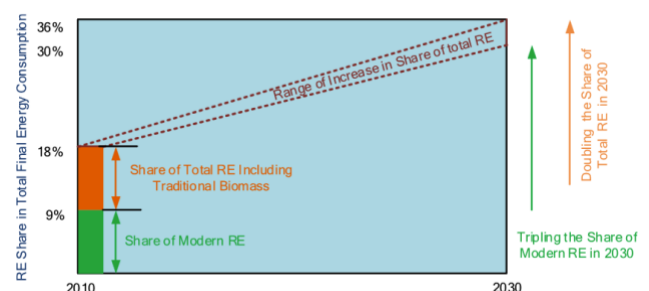 RE Share in Total Final Energy Consumption
36%
30%
18%
9%
Range of Increase in Share of total RE
Share of Total RE Including
Traditional Biomass
Share of Modern RE
2010
2030
Doubling the Share of
Total RE in 2030
Tripling the Share of
Modern RE in 2030